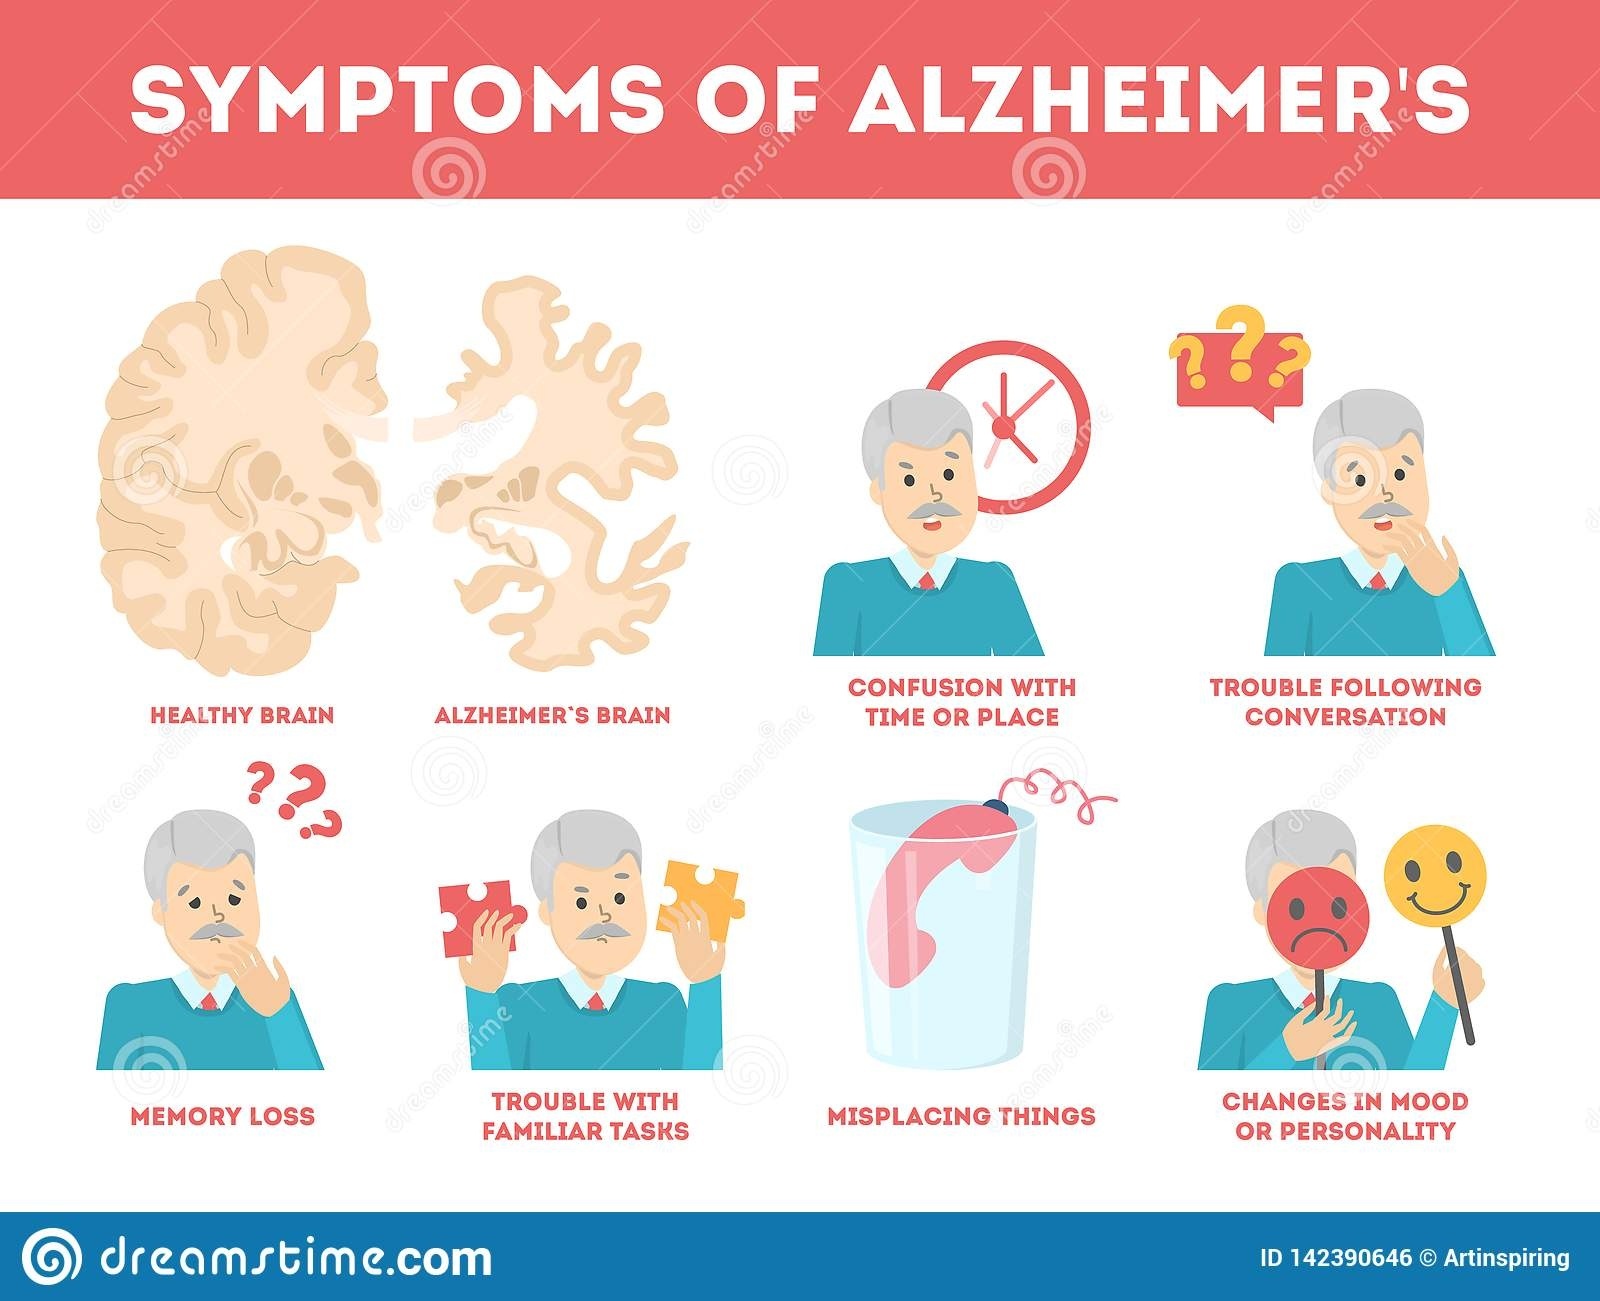 SYMPTOMS OF ALZHEIMER'S
???
HEALTHY BRAIN
ALZHEIMER`S BRAIN
CONFUSION WITH
TIME OR PLACE
TROUBLE FOLLOWING
CONVERSATION
???
MEMORY LOSS
TROUBLE WITH
FAMILIAR TASKS
MISPLACING THINGS
CHANGES IN MOOD
OR PERSONALITY
dreamstime.com
ID 142390646 © Artinspiring